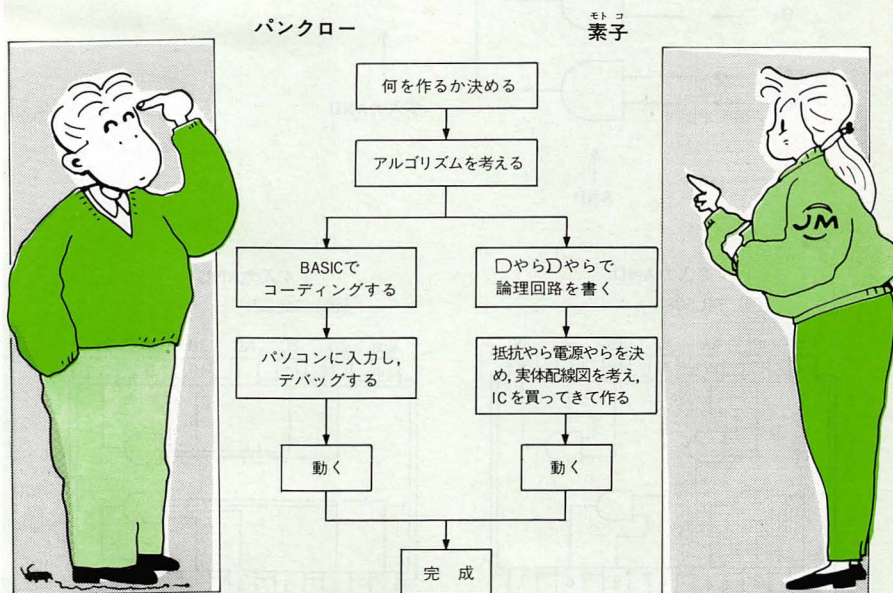 パンクロー
モトコ
素子
何を作るか決める
アルゴリズムを考える
BASICで
コーディングする
やらやらで
論理回路を書く
パソコンに入力し,
デバッグする
抵抗やら電源やらを決
め,実体配線図を考え,
ICを買ってきて作る
動く
動く
完成
JM